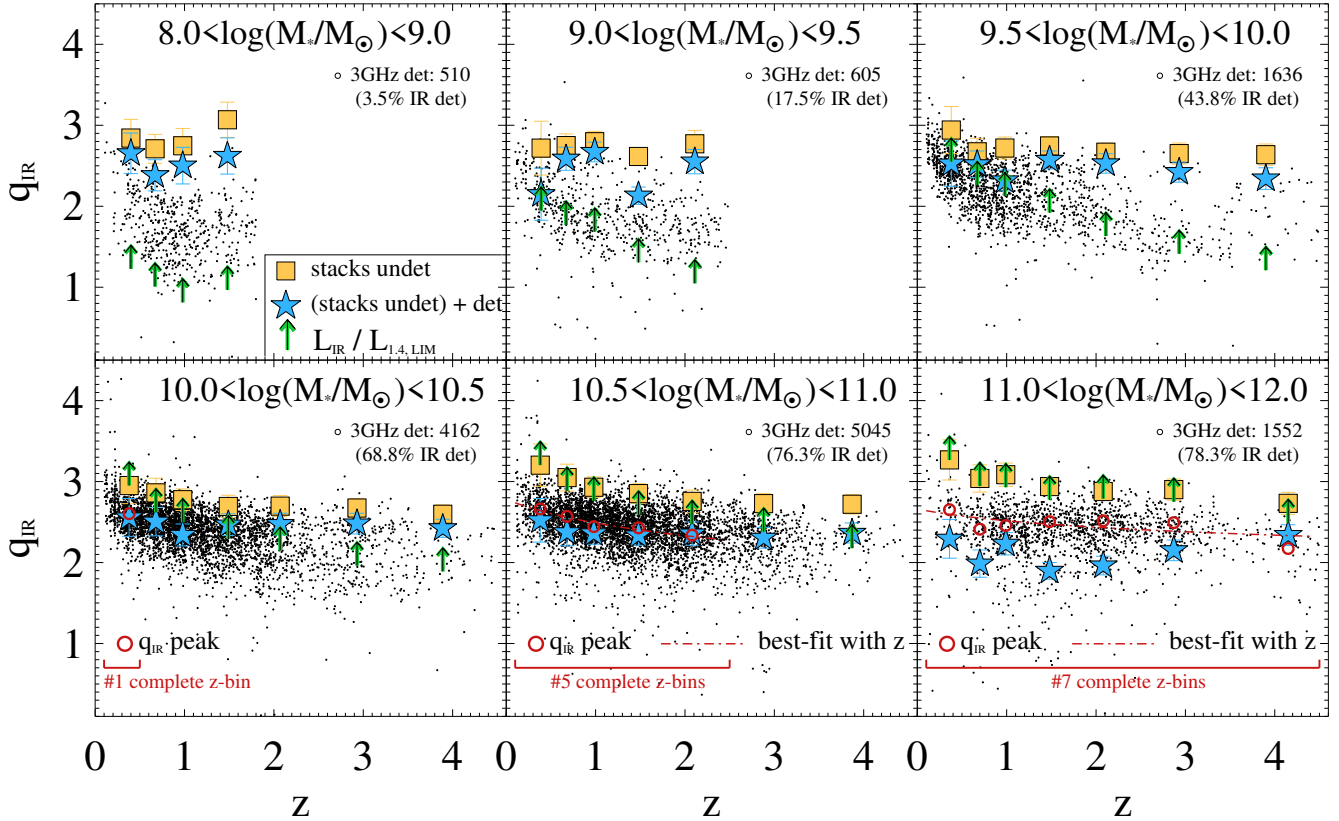 8.0<log(M*/M⊙)<9.0
3GHz det: 510
(3.5% IR det)
9.0<log(M*/M⊙)<9.5
3GHz det: 605
(17.5% IR det)
9.5<log(M*/M⊙)<10.0
3GHz det: 1636
(43.8% IR det)
4
3
2
1
qIR
stacks undet
(stacks undet) + det
LIR / L1.4, LIM
10.0<log(M*/M⊙)<10.5
3GHz det: 4162
(68.8% IR det)
qIR peak
#1 complete z-bin
10.5<log(M*/M⊙)<11.0
3GHz det: 5045
(76.3% IR det)
qIR peak best-fit with z
#5 complete z-bins
11.0<log(M*/M⊙)<12.0
3GHz det: 1552
(78.3% IR det)
qIR peak best-fit with z
#7 complete z-bins
4
3
2
1
qIR
0 1 2 3 4 0 1 2 3 4 0 1 2 3 4
z z z